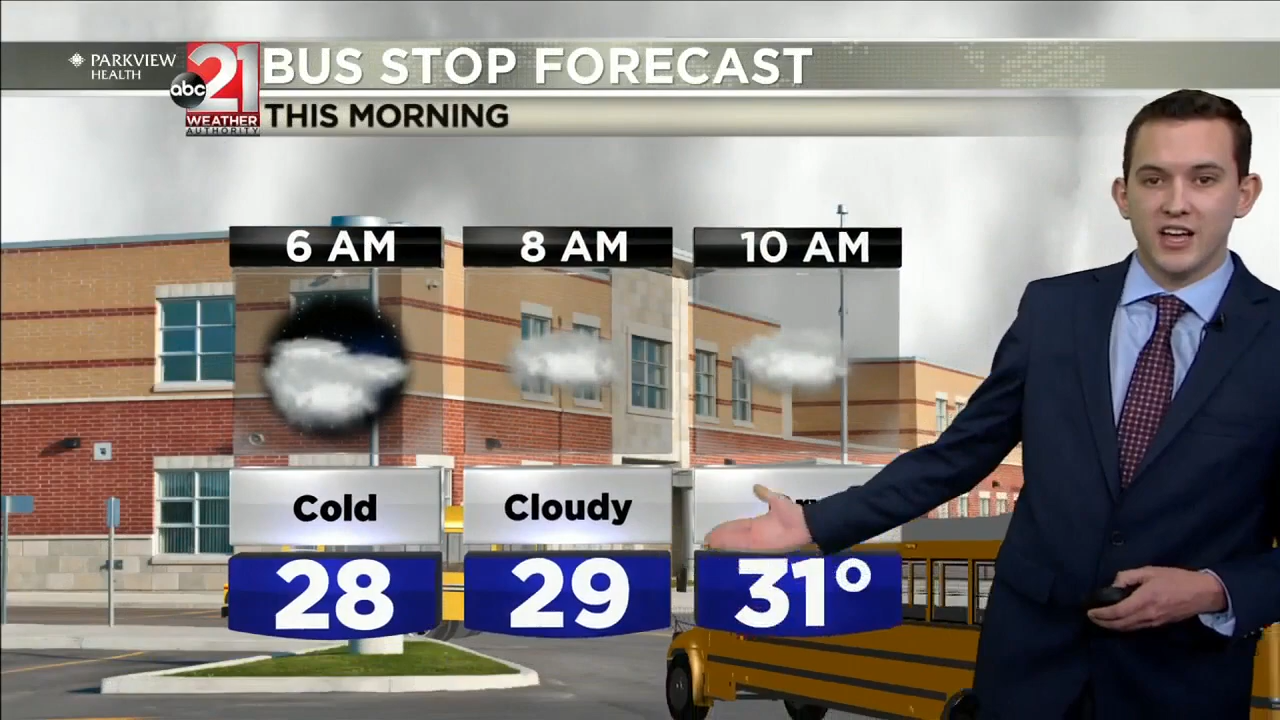 PARKVIEW
HEALTH
abc
21
WEATHER
AUTHORITY
BUS STOP FORECAST
THIS MORNING
6 AM
8 AM
10 AM
Cold
Cloudy
28
29
31°